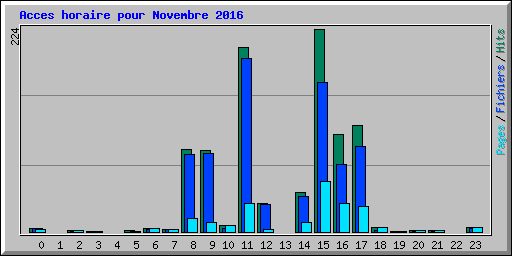 Acces horaire pour Novembre 2016
224
Pages / Fichiers / Hits
0 1 2 3 4 5 6 7 8 9 10 11 12 13 14 15 16 17 18 19 20 21 22 23